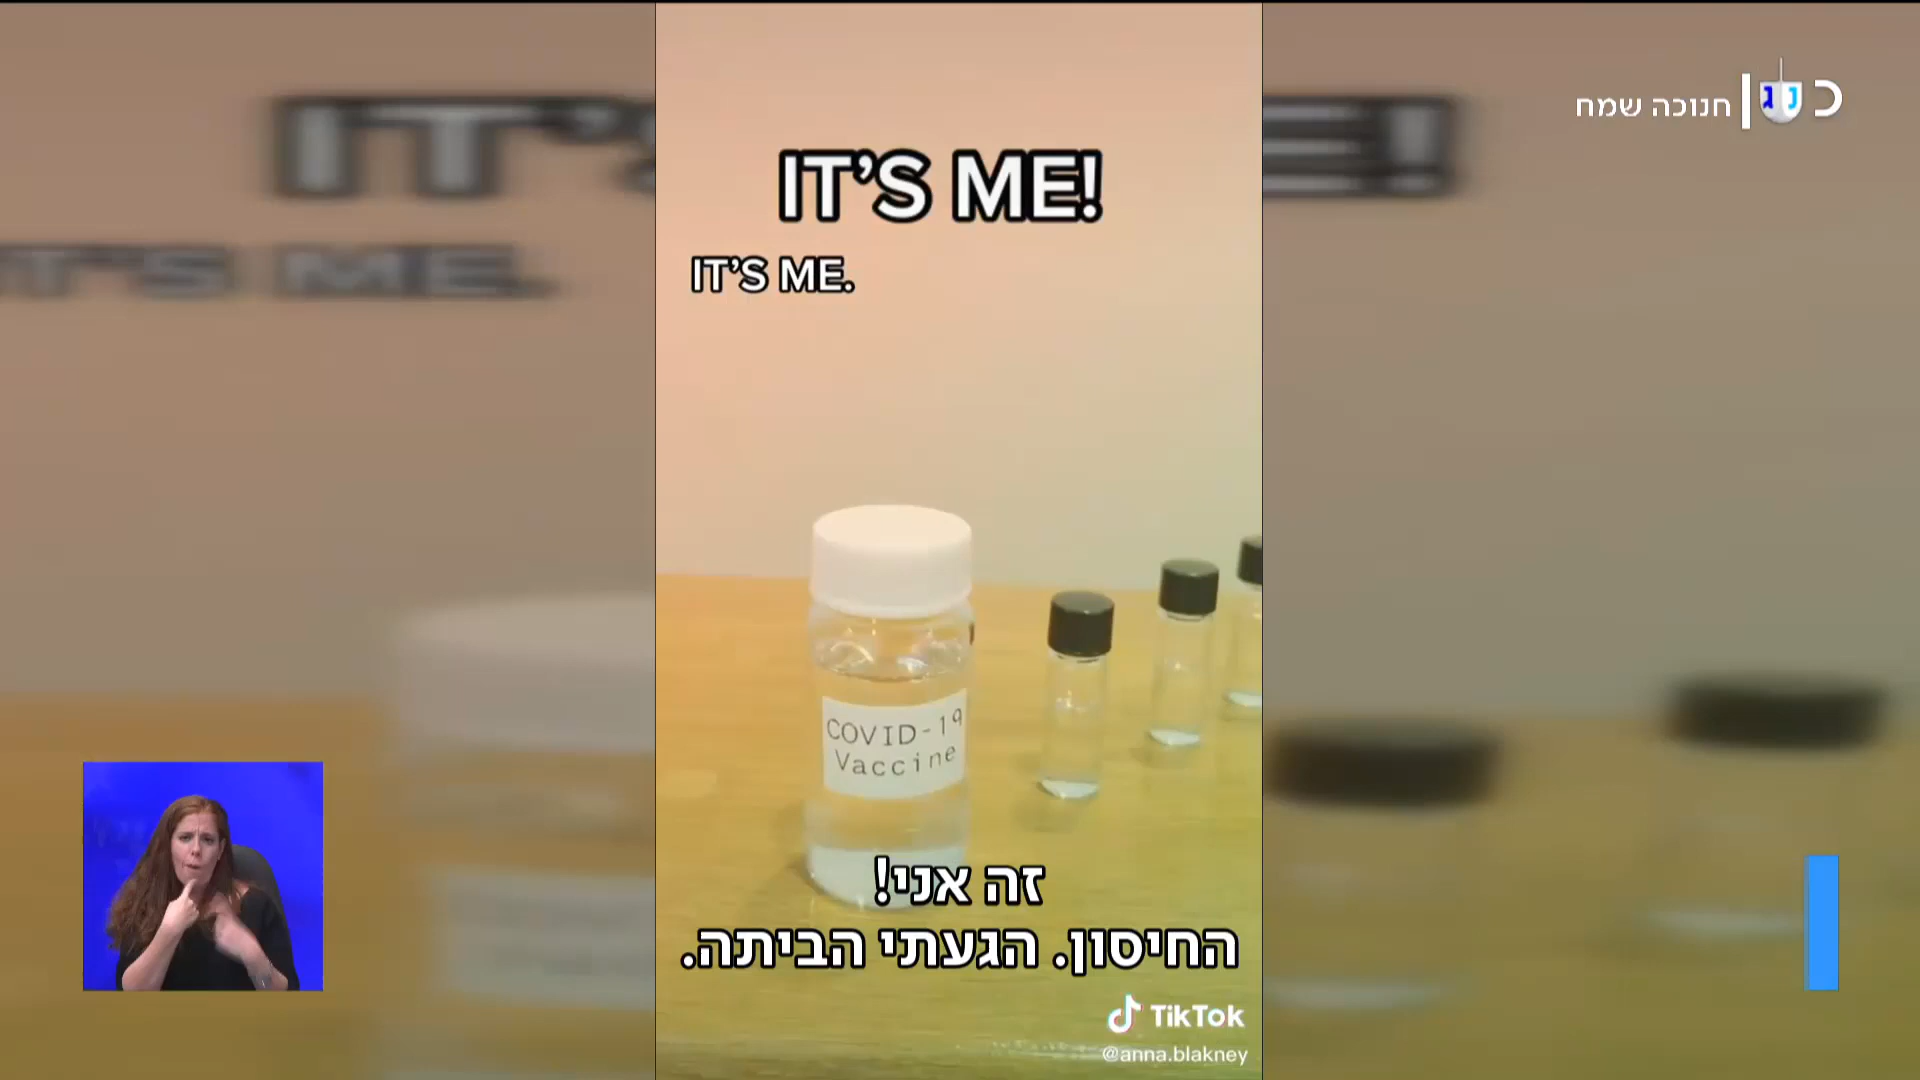 IT'S ME!
IT'S ME.
חנוכה שמח
כ
נ ג
COVID-19
Vaccine
זה אני!
החיסון. הגעתי הביתה.
TikTok
@anna.blakney